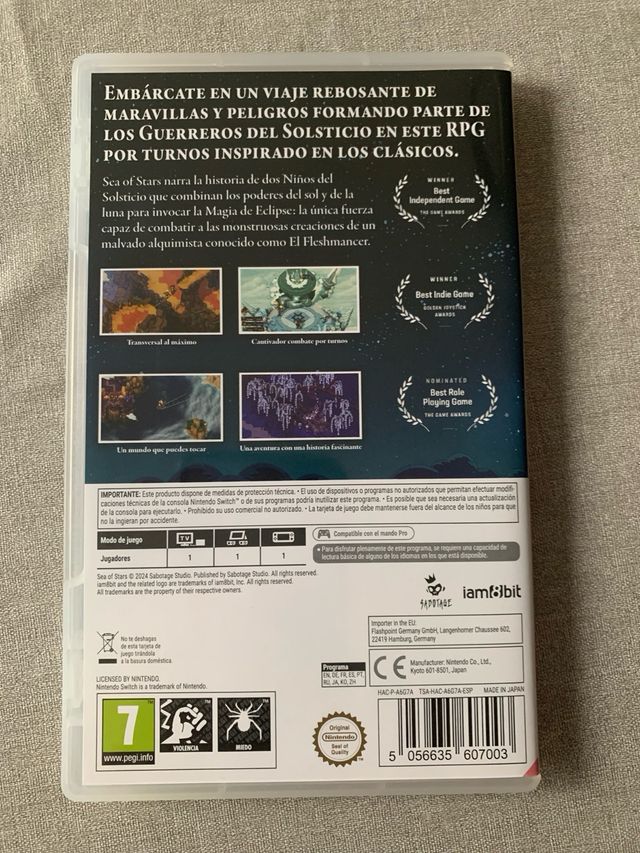 EMBÁRCATE EN UN VIAJE REBOSANTE DE
MARAVILLAS Y PELIGROS FORMANDO PARTE DE
LOS GUERREROS DEL SOLSTICIO EN ESTE RPG
POR TURNOS INSPIRADO EN LOS CLÁSICOS.
Sea of Stars narra la historia de dos Niños del
Solsticio que combinan los poderes del sol y de la
luna para invocar la Magia de Eclipse: la única fuerza
capaz de combatir a las monstruosas creaciones de un
malvado alquimista conocido como El Fleshmancer.
WINNER
Best
Independent Game
THE GAME AWARDS
Transversal al máximo
Cautivador combate por turnos
WINNER
Best Indie Game
GOLDEN JOYSTICK
AWARDS
Un mundo que puedes tocar
Una aventura con una historia fascinante
NOMINATED
Best Role
Playing Game
THE GAME AWARDS
IMPORTANTE: Este producto dispone de medidas de protección técnica. • El uso de dispositivos o programas no autorizados que permitan efectuar modifi-
caciones técnicas de la consola Nintendo Switch™ o de sus programas podría inutilizar este programa. • Es posible que sea necesaria una actualización
de la consola para ejecutarlo. • Prohibido su uso comercial no autorizado. • La tarjeta de juego debe mantenerse fuera del alcance de los niños para que
no la ingieran por accidente.
Modo de juego
TV
Jugadores
1
1
1
Compatible con el mando Pro
• Para disfrutar plenamente de este programa, se requiere una capacidad de
lectura básica de alguno de los idiomas en los que está disponible.
Sea of Stars © 2024 Sabotage Studio. Published by Sabotage Studio. All rights reserved.
iam8bit and the related logo are trademarks of iam8bit, Inc. All rights reserved.
All trademarks are the property of their respective owners.
SABOTAGE
iam8bit
No te deshagas
de esta tarjeta de
juego tirándola
a la basura doméstica.
Importer in the EU:
Flashpoint Germany GmbH, Langenhorner Chaussee 602,
22419 Hamburg, Germany
LICENSED BY NINTENDO.
Nintendo Switch is a trademark of Nintendo.
Programa
EN, DE, FR, ES, PT,
RU, JA, KO, ZH
CE
Manufacturer: Nintendo Co., Ltd.,
Kyoto 601-8501, Japan
HAC-P-A6G7A TSA-HAC-A6G7A-ESP MADE IN JAPAN
7
www.pegi.info
VIOLENCIA
MIEDO
Original
Nintendo
Seal of
Quality
5 056635 607003